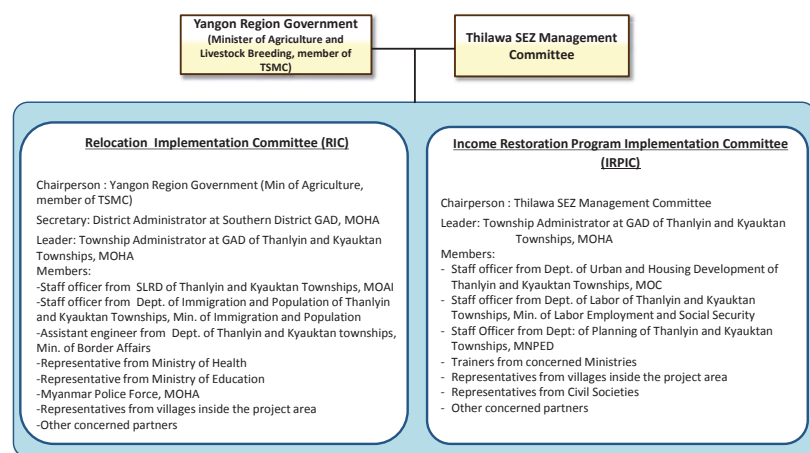 Yangon Region Government
(Minister of Agriculture and
Livestock Breeding, member of
TSMC)
Thilawa SEZ Management
Committee
Relocation Implementation Committee (RIC)
Chairperson : Yangon Region Government (Min of Agriculture,
member of TSMC)
Secretary: District Administrator at Southern District GAD, MOHA
Leader: Township Administrator at GAD of Thanlyin and Kyauktan
Townships, MOHA
Members:
-Staff officer from SLRD of Thanlyin and Kyauktan Townships, MOAI
-Staff officer from Dept. of Immigration and Population of Thanlyin
and Kyauktan Townships, Min. of Immigration and Population
-Assistant engineer from Dept. of Thanlyin and Kyauktan townships,
Min. of Border Affairs
-Representative from Ministry of Health
-Representative from Ministry of Education
-Myanmar Police Force, MOHA
-Representatives from villages inside the project area
-Other concerned partners
Income Restoration Program Implementation Committee
(IRPIC)
Chairperson : Thilawa SEZ Management Committee
Leader: Township Administrator at GAD of Thanlyin and Kyauktan
Townships, MOHA
Members:
- Staff officer from Dept. of Urban and Housing Development of
Thanlyin and Kyauktan Townships, MOC
- Staff officer from Dept. of Labor of Thanlyin and Kyauktan
Townships, Min. of Labor Employment and Social Security
- Staff Officer from Dept: of Planning of Thanlyin and Kyauktan
Townships, MNPED
- Trainers from concerned Ministries
- Representatives from villages inside the project area
- Representatives from Civil Societies
- Other concerned partners